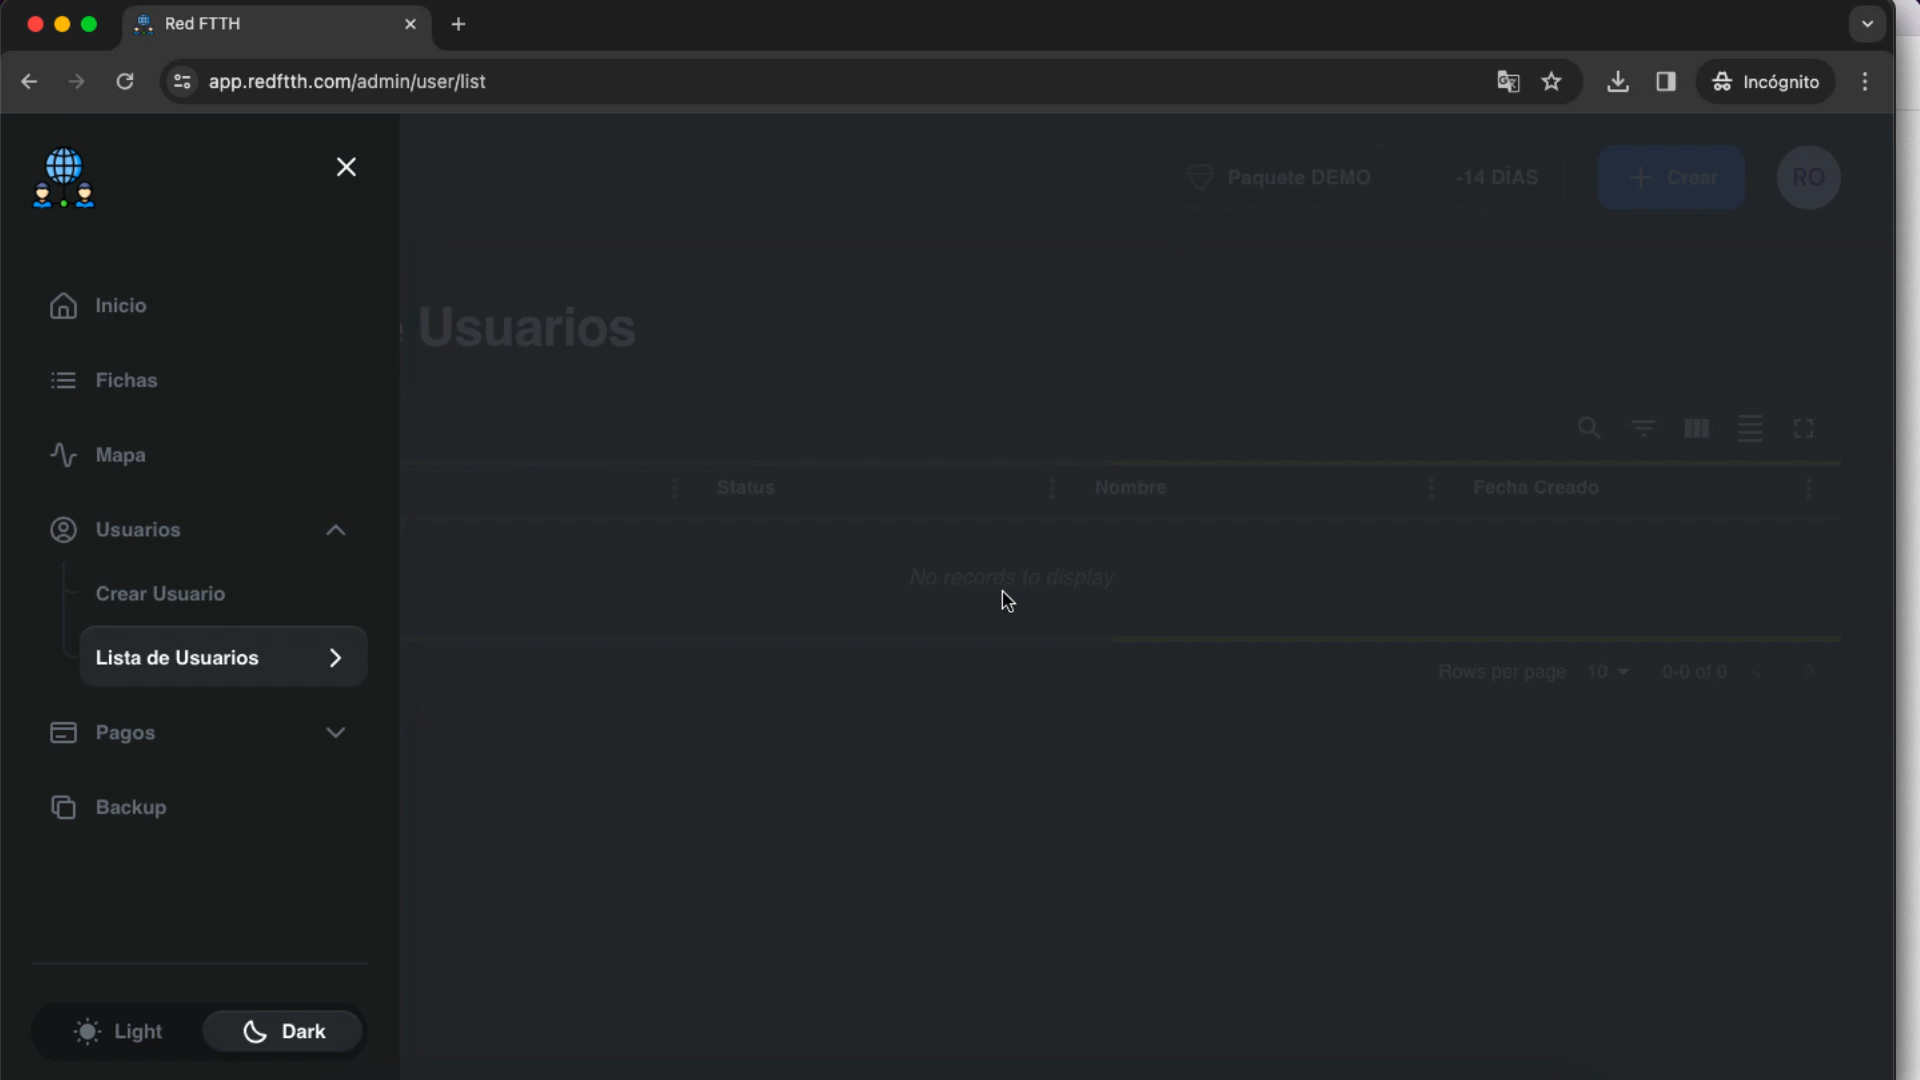 Red FTTH
app.redftth.com/admin/user/list
Incógnito
Paquete DEMO
-14 DÍAS
Crear
RO
Inicio
Usuarios
Fichas
Mapa
Status
Nombre
Fecha Creado
Usuarios
No records to display
Crear Usuario
Lista de Usuarios
Rows per page 10 0-0 of 0
Pagos
Backup
Light
Dark